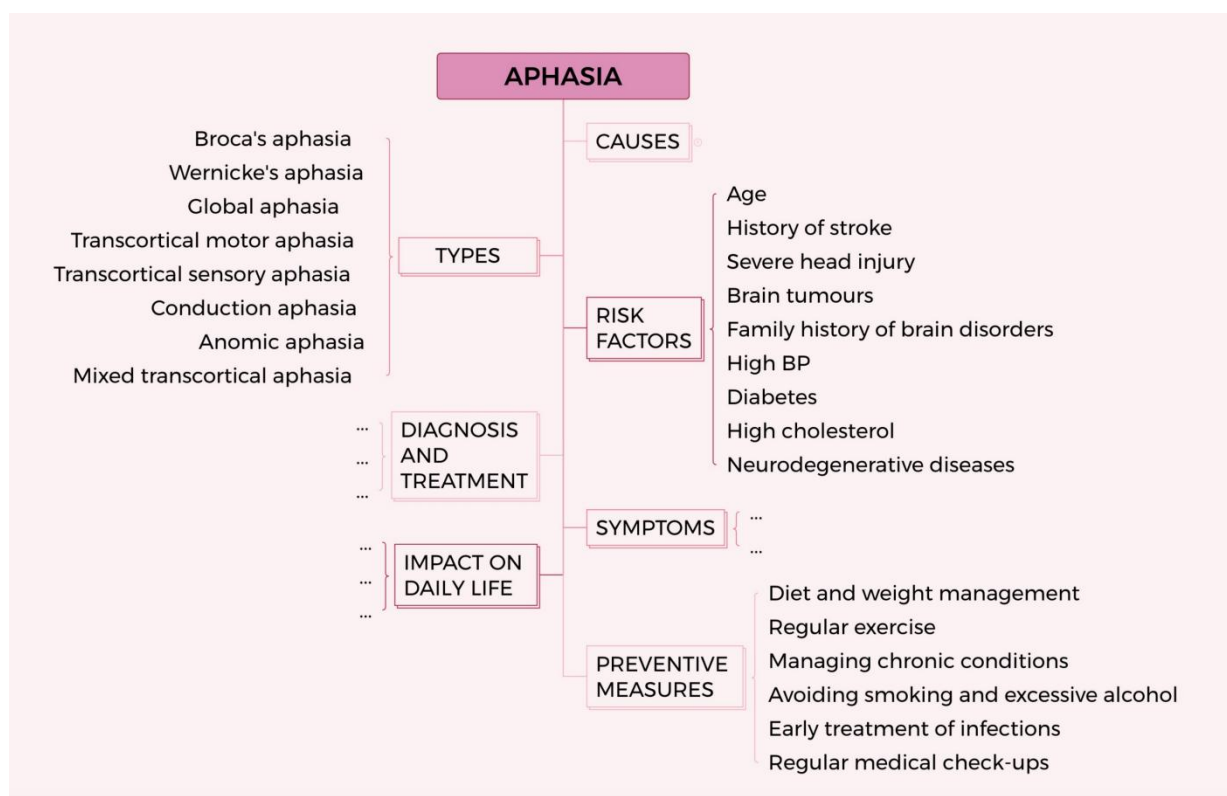 APHASIA
Broca's aphasia
Wernicke's aphasia
Global aphasia
Transcortical motor aphasia
Transcortical sensory aphasia
Conduction aphasia
Anomic aphasia
Mixed transcortical aphasia
TYPES
CAUSES
RISK
FACTORS
Age
History of stroke
Severe head injury
Brain tumours
Family history of brain disorders
High BP
Diabetes
High cholesterol
Neurodegenerative diseases
...
...
...
DIAGNOSIS
AND
TREATMENT
SYMPTOMS
...
...
...
...
...
IMPACT ON
DAILY LIFE
PREVENTIVE
MEASURES
Diet and weight management
Regular exercise
Managing chronic conditions
Avoiding smoking and excessive alcohol
Early treatment of infections
Regular medical check-ups